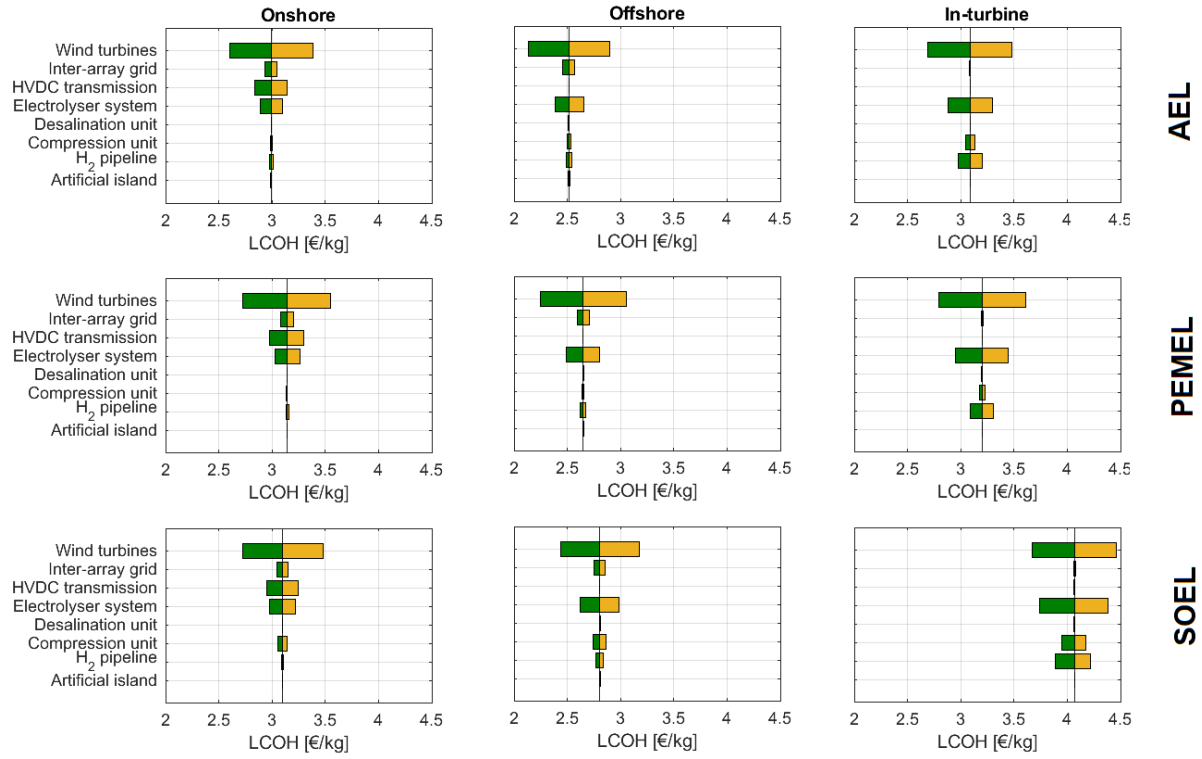 Onshore
Offshore
In-turbine
Wind turbines
Inter-array grid
HVDC transmission
Electrolyser system
Desalination unit
Compression unit
H2 pipeline
Artificial island
2 2.5 3 3.5 4 4.5
LCOH [€/kg]
2 2.5 3 3.5 4 4.5
LCOH [€/kg]
2 2.5 3 3.5 4 4.5
LCOH [€/kg]
AEL
Wind turbines
Inter-array grid
HVDC transmission
Electrolyser system
Desalination unit
Compression unit
H2 pipeline
Artificial island
2 2.5 3 3.5 4 4.5
LCOH [€/kg]
2 2.5 3 3.5 4 4.5
LCOH [€/kg]
2 2.5 3 3.5 4 4.5
LCOH [€/kg]
PEMEL
Wind turbines
Inter-array grid
HVDC transmission
Electrolyser system
Desalination unit
Compression unit
H2 pipeline
Artificial island
2 2.5 3 3.5 4 4.5
LCOH [€/kg]
2 2.5 3 3.5 4 4.5
LCOH [€/kg]
2 2.5 3 3.5 4 4.5
LCOH [€/kg]
SOEL